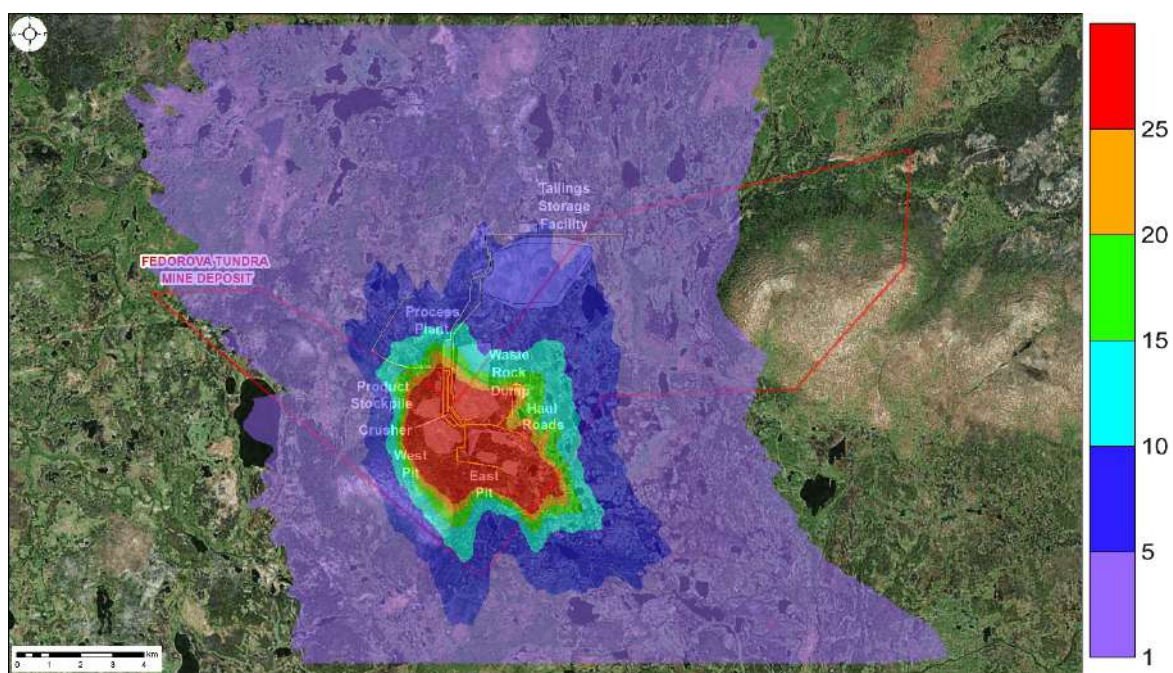 Tailings
Storage
Facility
FEDOROVA TUNDRA
MINE DEPOSIT
Process
Plant
Waste
Rock
Dump
Product
Stockpile
Haul
Roads
Crusher
West
Pit
East
Pit
0 1 2 3 4
km
25
20
15
10
5
1